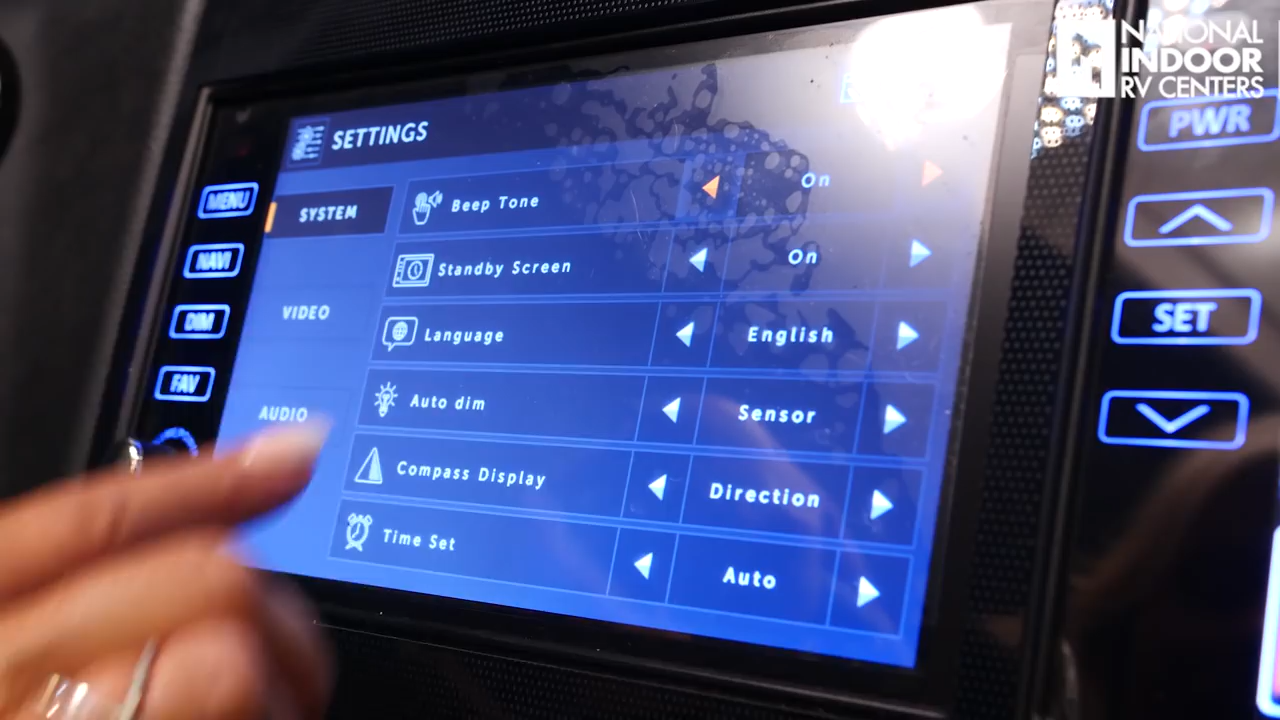 NATIONAL
INDOOR
RV CENTERS
PWR
SETTINGS
MENU
NAVI
DIM
FAV
SYSTEM
VIDEO
AUDIO
Beep Tone On
Standby Screen On
Language English
Auto dim Sensor
Compass Display Direction
Time Set Auto
SET